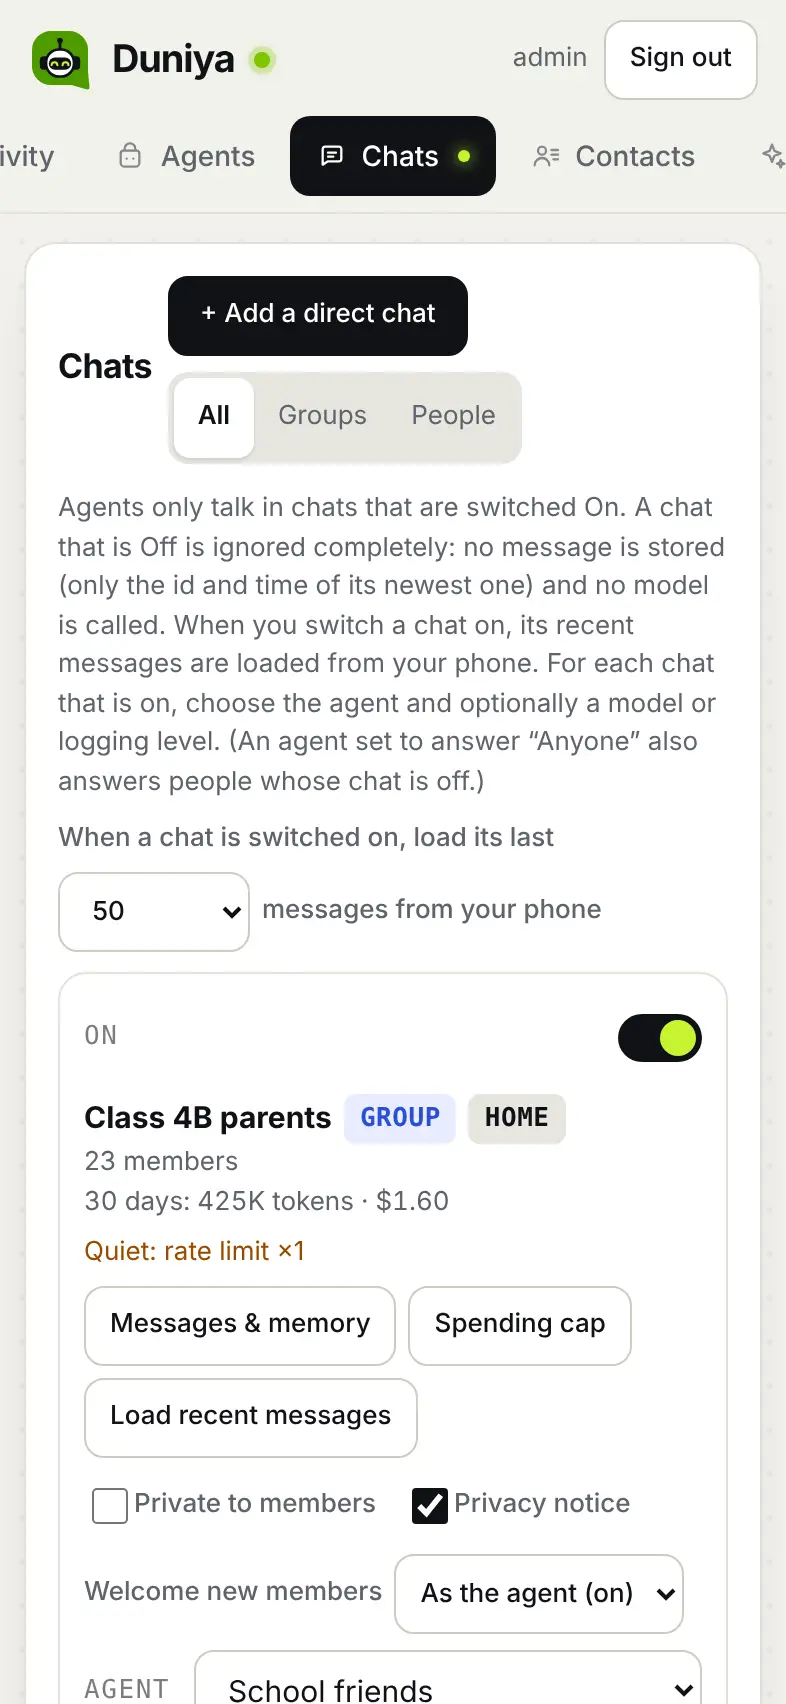 Duniya
admin
Sign out
ivity
Agents
Chats
Contacts
+ Add a direct chat
Chats
All
Groups
People
Agents only talk in chats that are switched On. A chat
that is Off is ignored completely: no message is stored
(only the id and time of its newest one) and no model
is called. When you switch a chat on, its recent
messages are loaded from your phone. For each chat
that is on, choose the agent and optionally a model or
logging level. (An agent set to answer “Anyone” also
answers people whose chat is off.)
When a chat is switched on, load its last
50
messages from your phone
ON
Class 4B parents
GROUP
HOME
23 members
30 days: 425K tokens · $1.60
Quiet: rate limit ×1
Messages & memory
Spending cap
Load recent messages
Private to members
Privacy notice
Welcome new members
As the agent (on)
AGENT
School friends